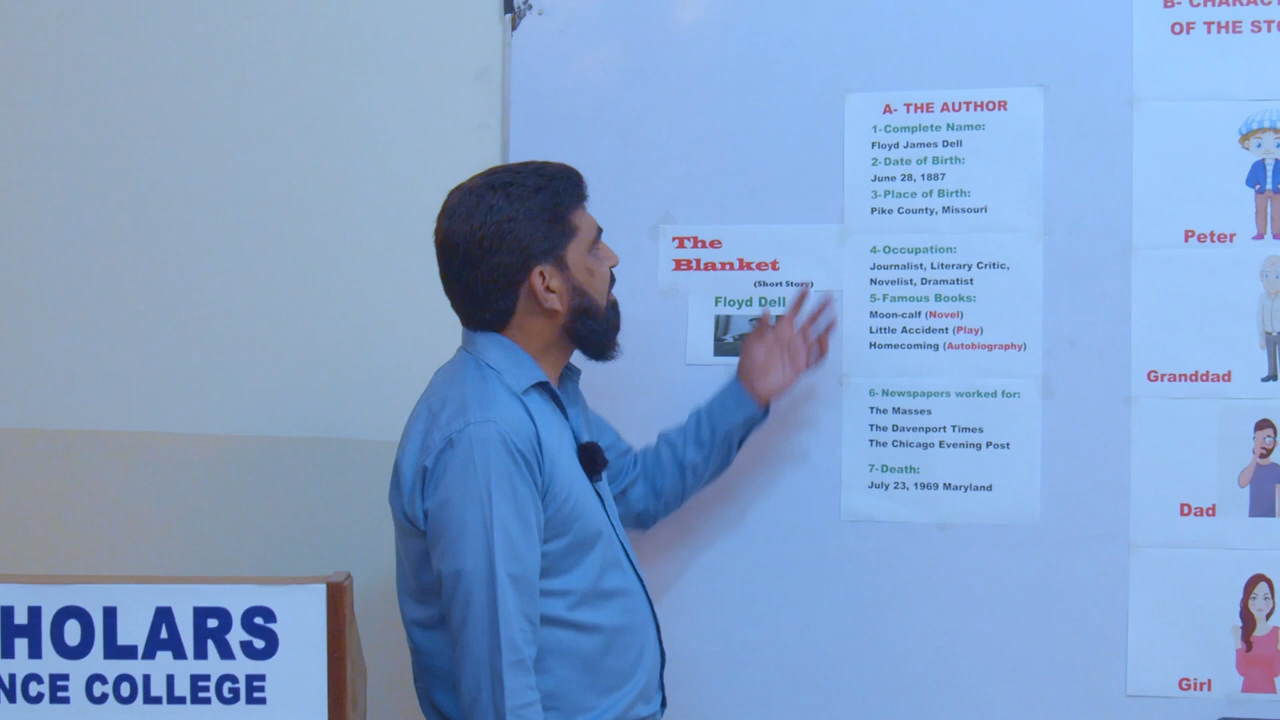 The
Blanket
(Short Story)
Floyd Dell
A- THE AUTHOR
1-Complete Name:
Floyd James Dell
2-Date of Birth:
June 28, 1887
3-Place of Birth:
Pike County, Missouri
4-Occupation:
Journalist, Literary Critic,
Novelist, Dramatist
5-Famous Books:
Moon-calf (Novel)
Little Accident (Play)
Homecoming (Autobiography)
6-Newspapers worked for:
The Masses
The Davenport Times
The Chicago Evening Post
7-Death:
July 23, 1969 Maryland
B- CHARACT
OF THE STO
Peter
Granddad
Dad
Girl
HOLARS
NCE COLLEGE